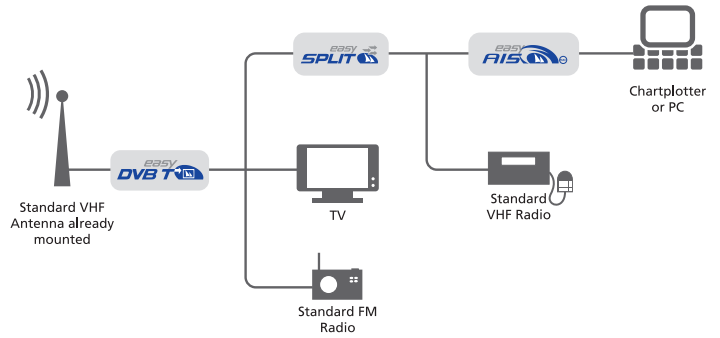 easy
SPLIT
easy
AIS
Chartplotter
or PC
easy
DVB T
Standard VHF
Antenna already
mounted
TV
Standard
VHF Radio
Standard FM
Radio